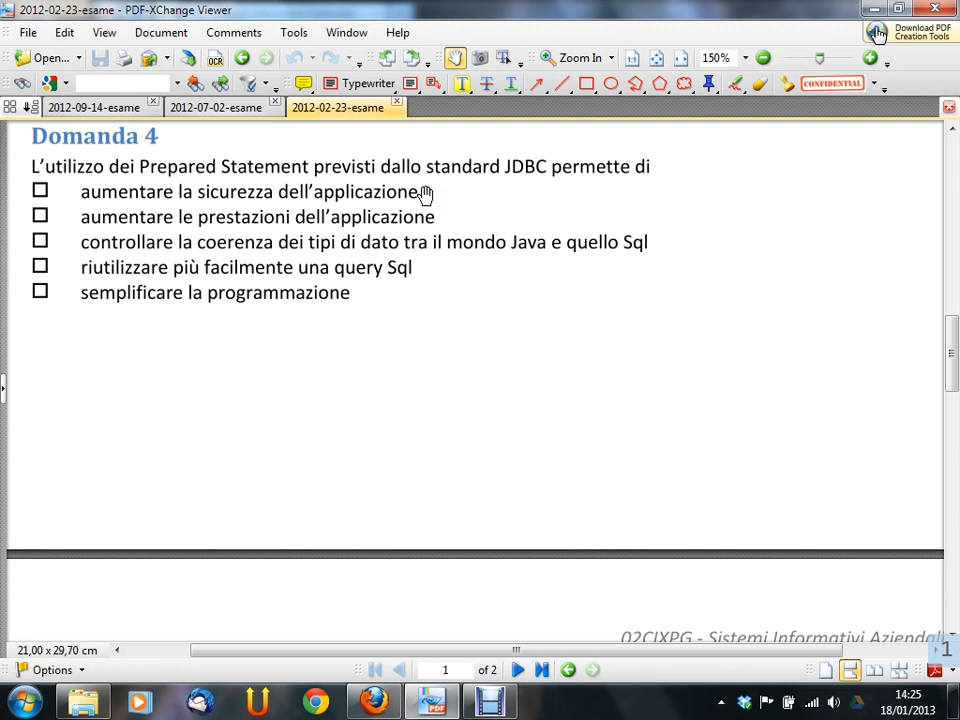 2012-02-23-esame - PDF-XChange Viewer
File Edit View Document Comments Tools Window Help
Download PDF
Creation Tools
Open... OCR Zoom In 150%
Typewriter CONFIDENTIAL
2012-09-14-esame 2012-07-02-esame 2012-02-23-esame
Domanda 4
L’utilizzo dei Prepared Statement previsti dallo standard JDBC permette di
aumentare la sicurezza dell’applicazione
aumentare le prestazioni dell’applicazione
controllare la coerenza dei tipi di dato tra il mondo Java e quello Sql
riutilizzare più facilmente una query Sql
semplificare la programmazione
02CIXPG - Sistemi Informativi Aziendali
1
21,00 x 29,70 cm
Options 1 of 2
PDF
14:25
18/01/2013